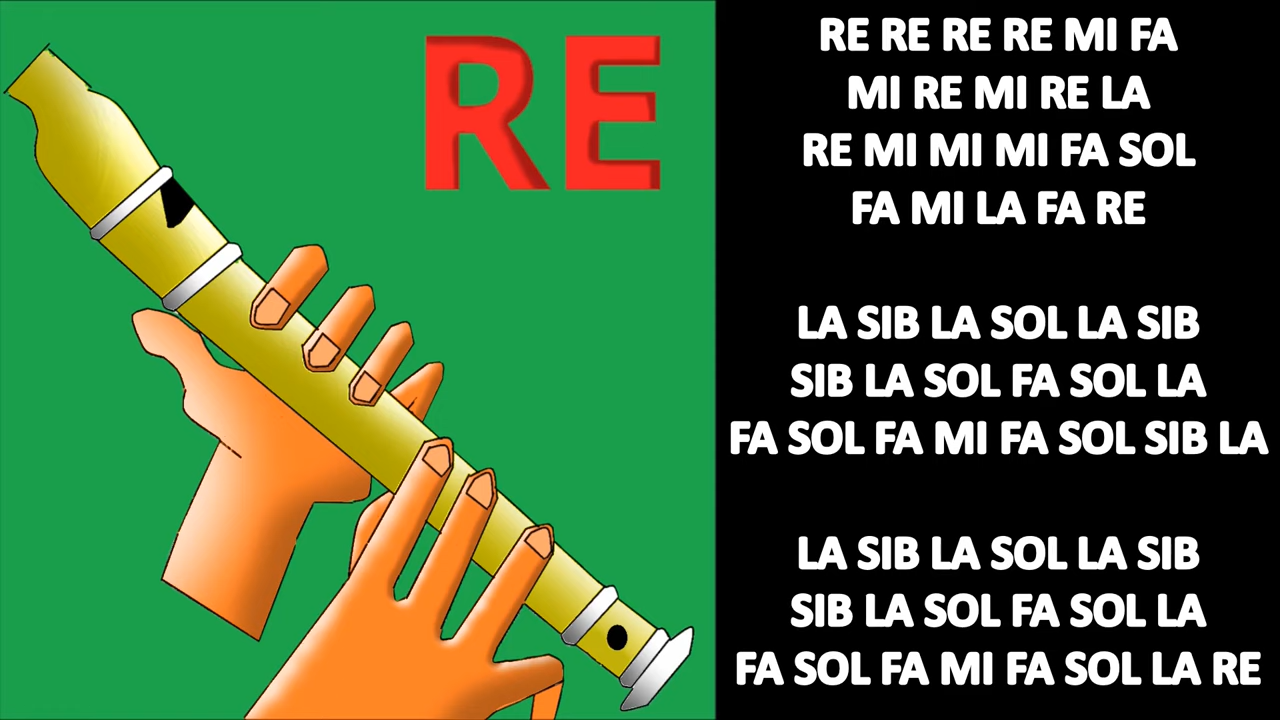 RE
RE RE RE RE MI FA
MI RE MI RE LA
RE MI MI MI FA SOL
FA MI LA FA RE
LA SIB LA SOL LA SIB
SIB LA SOL FA SOL LA
FA SOL FA MI FA SOL SIB LA
LA SIB LA SOL LA SIB
SIB LA SOL FA SOL LA
FA SOL FA MI FA SOL LA RE